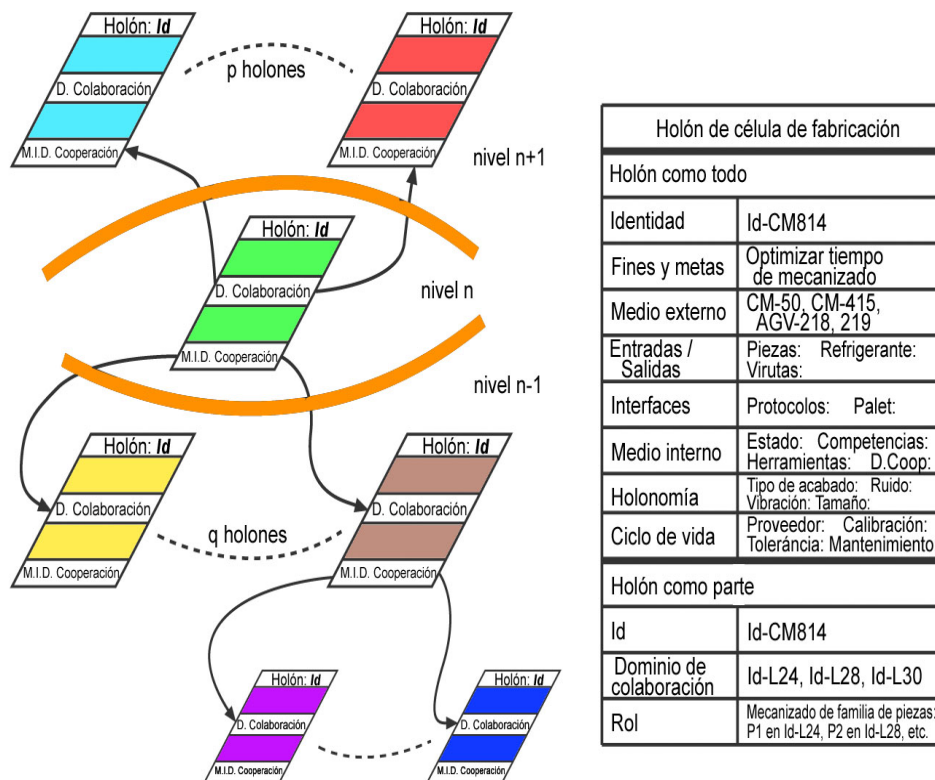 Holón: Id
D. Colaboración
M.I.D. Cooperación
p holones
Holón: Id
D. Colaboración
M.I.D. Cooperación
nivel n+1
Holón: Id
D. Colaboración
M.I.D. Cooperación
nivel n
nivel n-1
Holón: Id
D. Colaboración
M.I.D. Cooperación
q holones
Holón: Id
D. Colaboración
M.I.D. Cooperación
Holón: Id
D. Colaboración
M.I.D. Cooperación
Holón: Id
D. Colaboración
M.I.D. Cooperación
Holón de célula de fabricación
Holón como todo
Identidad
Id-CM814
Fines y metas
Optimizar tiempo
de mecanizado
Medio externo
CM-50, CM-415,
AGV-218, 219
Entradas /
Salidas
Piezas: Refrigerante:
Virutas:
Interfaces
Protocolos: Palet:
Medio interno
Estado: Competencias:
Herramientas: D.Coop:
Holonomía
Tipo de acabado: Ruido:
Vibración: Tamaño:
Ciclo de vida
Proveedor: Calibración:
Toleráncia: Mantenimiento
Holón como parte
Id
Id-CM814
Dominio de
colaboración
Id-L24, Id-L28, Id-L30
Rol
Mecanizado de familia de piezas:
P1 en Id-L24, P2 en Id-L28, etc.